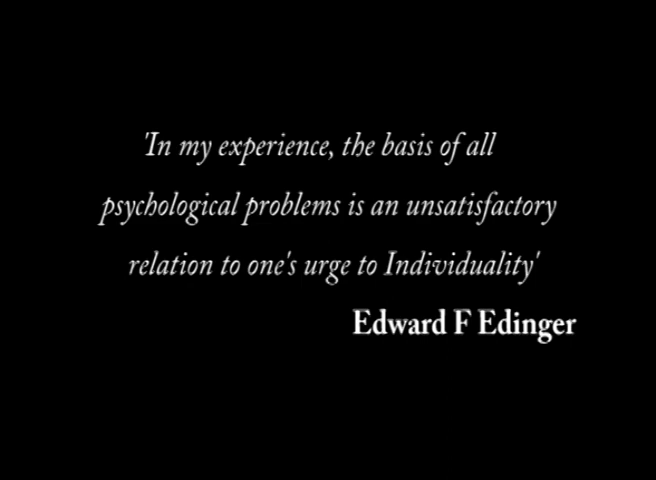 'In my experience, the basis of all
psychological problems is an unsatisfactory
relation to one's urge to Individuality'
Edward F Edinger